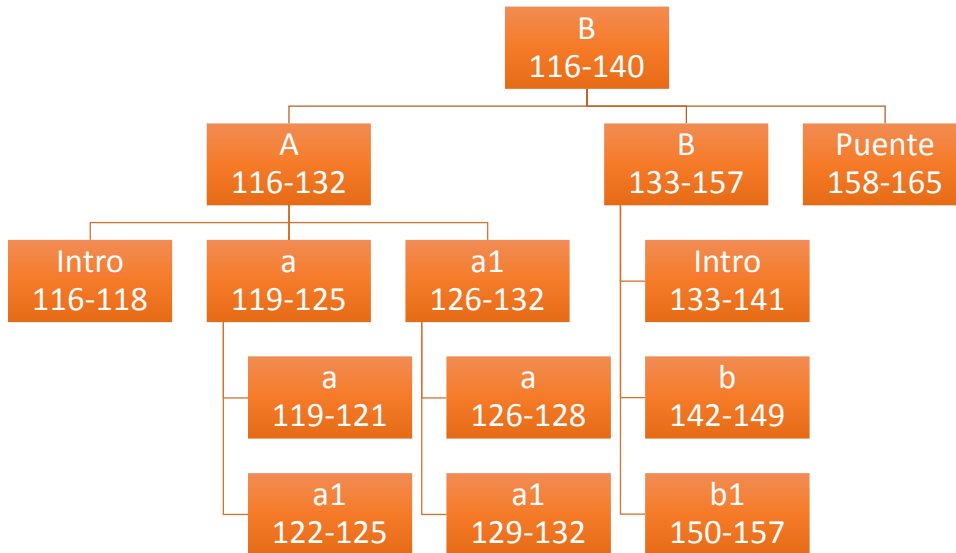 B
116-140
A
116-132
B
133-157
Puente
158-165
Intro
116-118
a
119-125
a1
126-132
Intro
133-141
a
119-121
a
126-128
b
142-149
a1
122-125
a1
129-132
b1
150-157